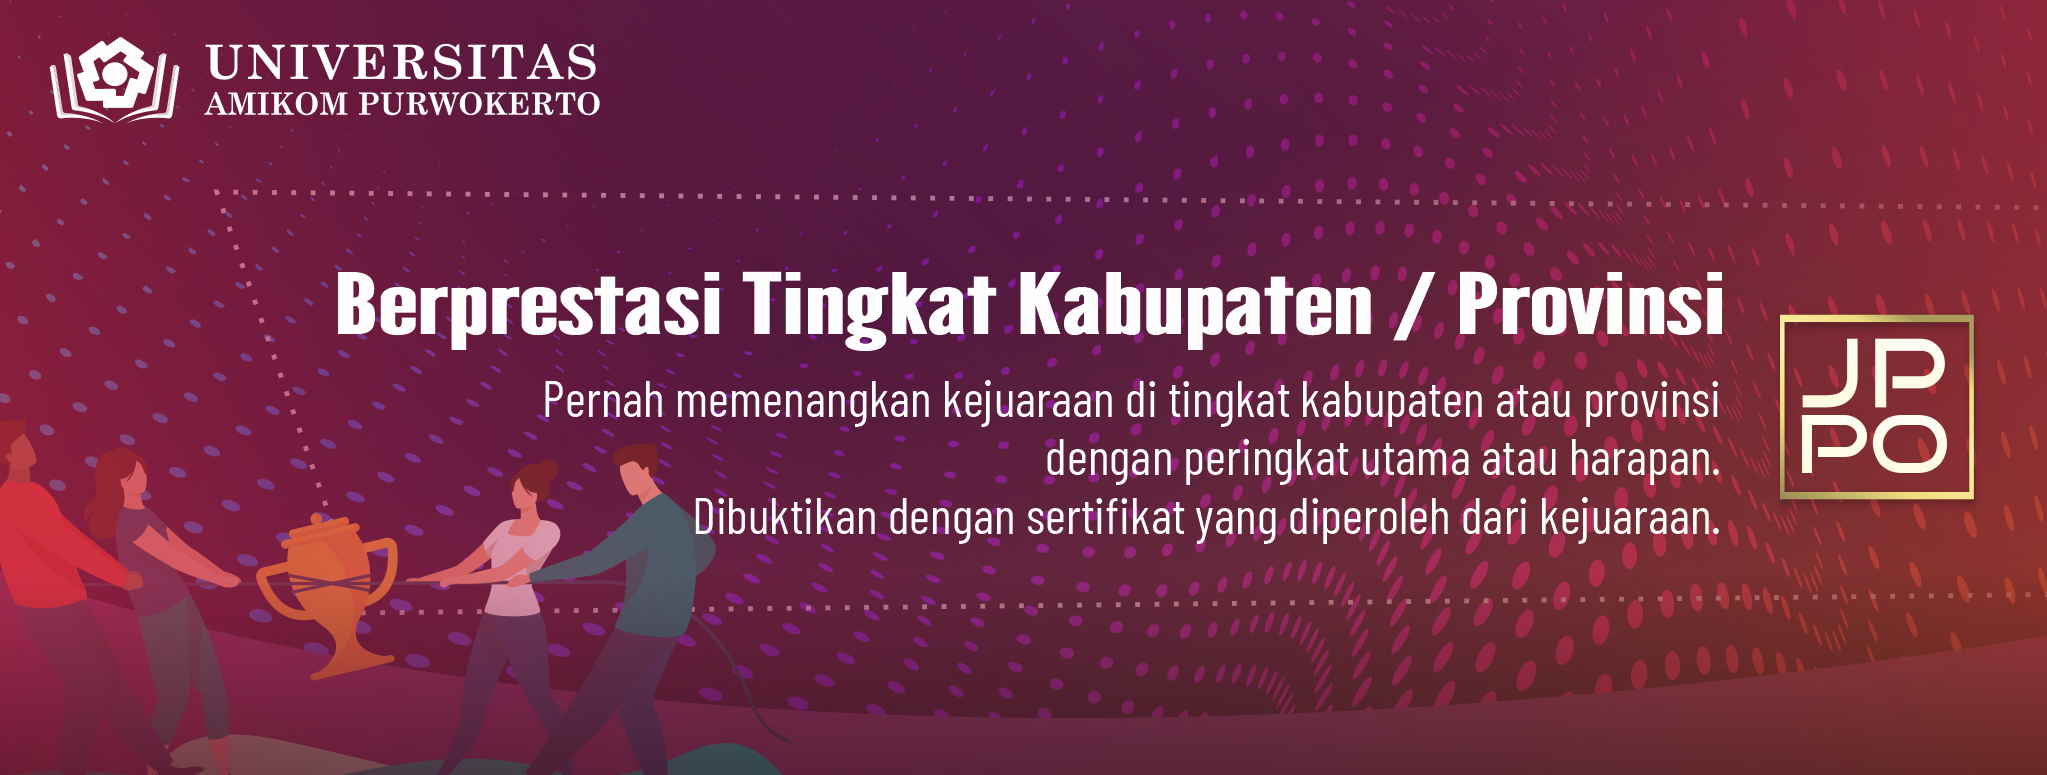 UNIVERSITAS
AMIKOM PURWOKERTO
Berprestasi Tingkat Kabupaten / Provinsi
Pernah memenangkan kejuaraan di tingkat kabupaten atau provinsi
dengan peringkat utama atau harapan.
Dibuktikan dengan sertifikat yang diperoleh dari kejuaraan.
JP
PO